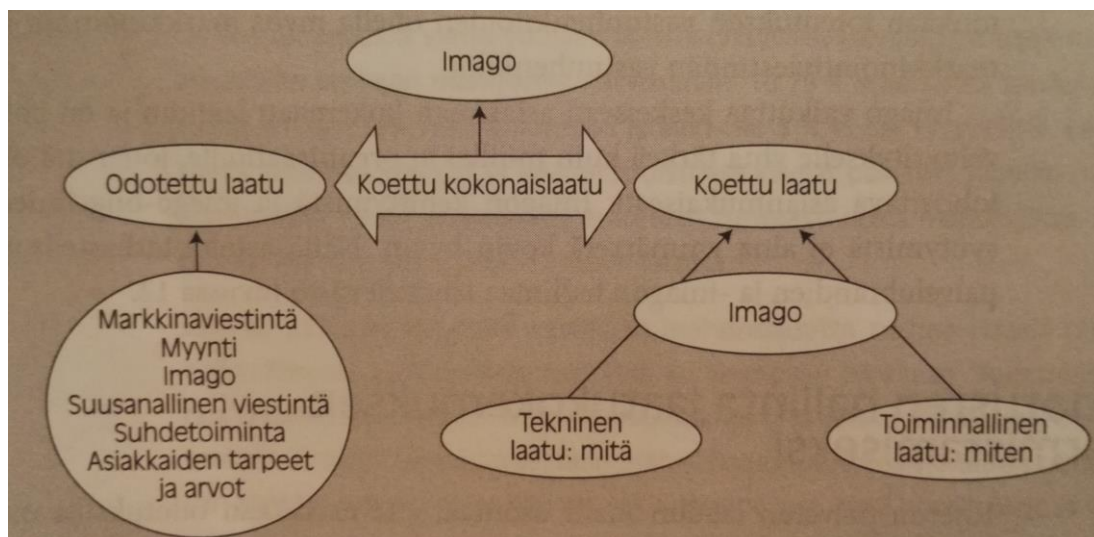 Imago
Odotettu laatu
Koettu kokonaislaatu
Koettu laatu
Markkinaviestintä
Myynti
Imago
Suusanallinen viestintä
Suhdetoiminta
Asiakkaiden tarpeet
ja arvot
Imago
Tekninen
laatu: mitä
Toiminnallinen
laatu: miten